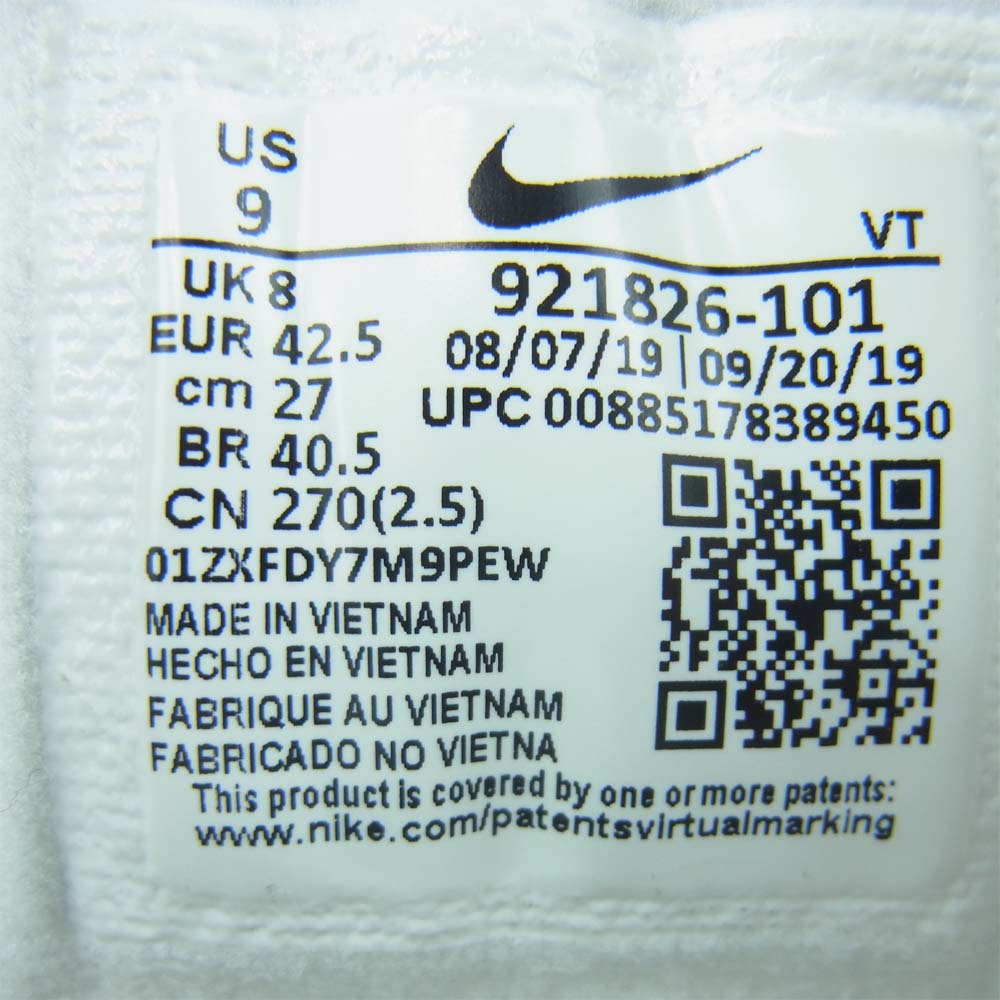 US
9
VT
UK 8
921826-101
EUR 42.5
08/07/19 | 09/20/19
cm 27
UPC 00885178389450
BR 40.5
CN 270(2.5)
01ZXFDY7M9PEW
MADE IN VIETNAM
HECHO EN VIETNAM
FABRIQUE AU VIETNAM
FABRICADO NO VIETNA
This product is covered by one or more patents:
www.nike.com/patentsvirtualmarking